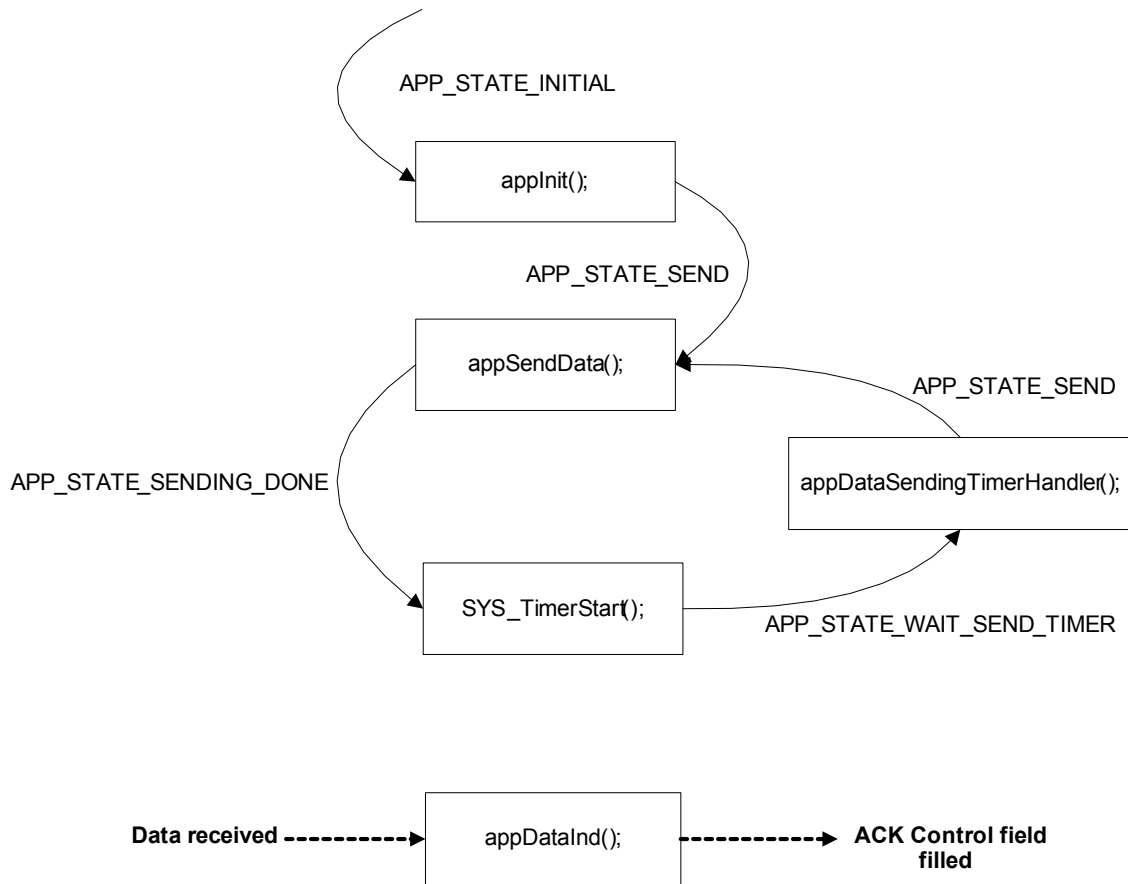 APP_STATE_INITIAL
appInit();
APP_STATE_SEND
appSendData();
APP_STATE_SEND
APP_STATE_SENDING_DONE
appDataSendingTimerHandler();
SYS_TimerStart();
APP_STATE_WAIT_SEND_TIMER
Data received
appDataInd();
ACK Control field
filled